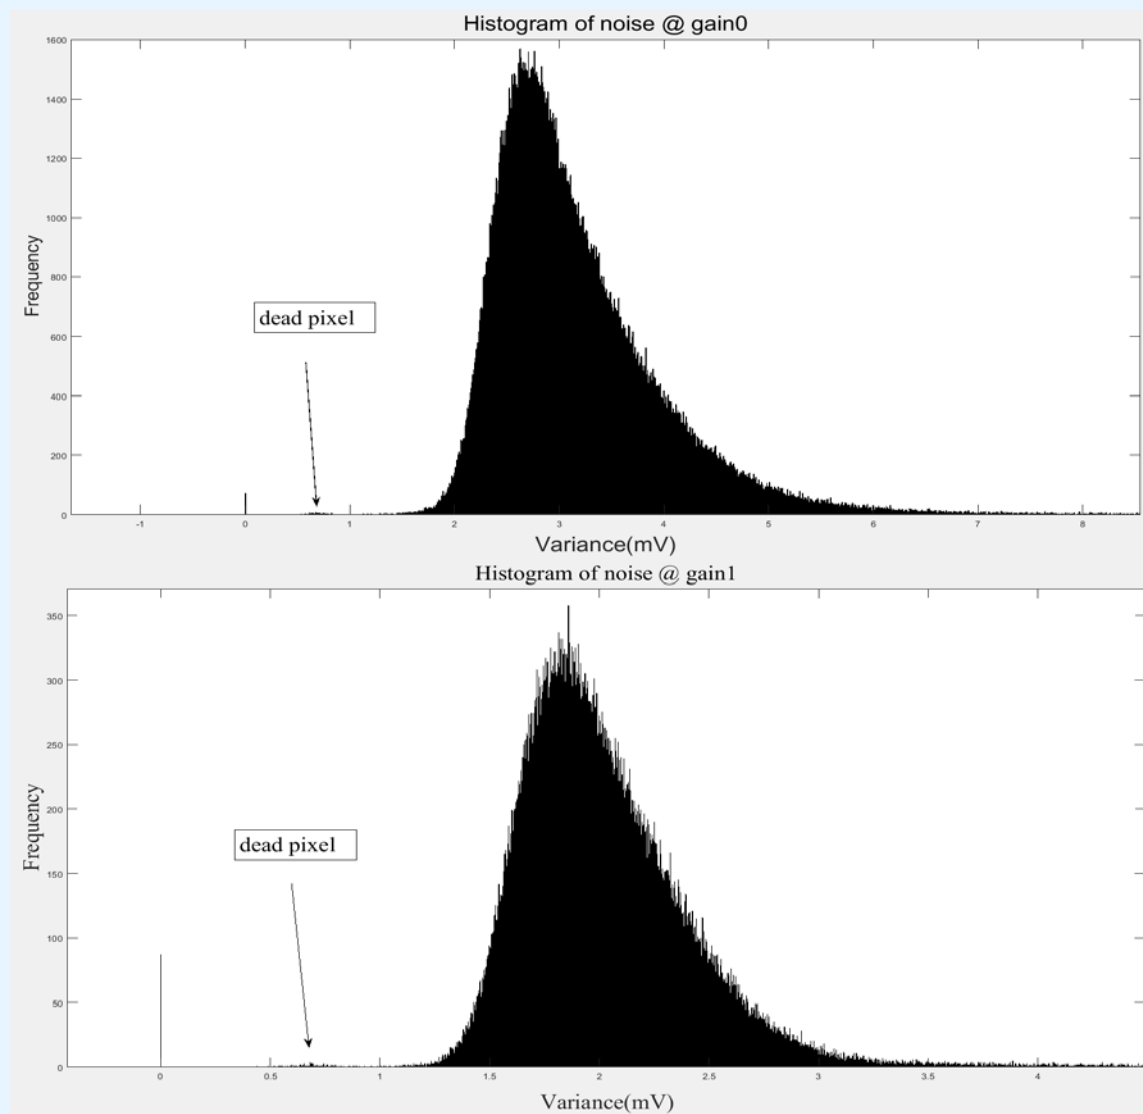 Histogram of noise @ gain0
1600
1400
1200
1000
800
600
400
200
0
Frequency
dead pixel
-1 0 1 2 3 4 5 6 7 8
Variance(mV)
Histogram of noise @ gain1
350
300
250
200
150
100
50
0
Frequency
dead pixel
0 0.5 1 1.5 2 2.5 3 3.5 4
Variance(mV)